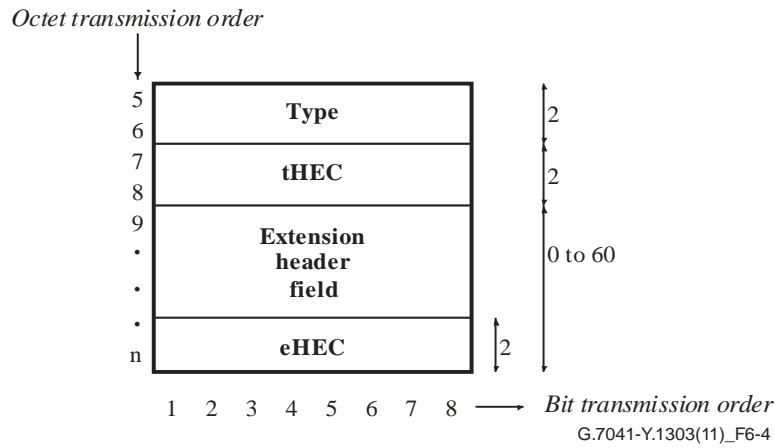 Octet transmission order
5
Type
2
6
7
tHEC
2
8
9
Extension
header
field
0 to 60
•
•
•
n
eHEC
2
1 2 3 4 5 6 7 8
Bit transmission order
G.7041-Y.1303(11)_F6-4